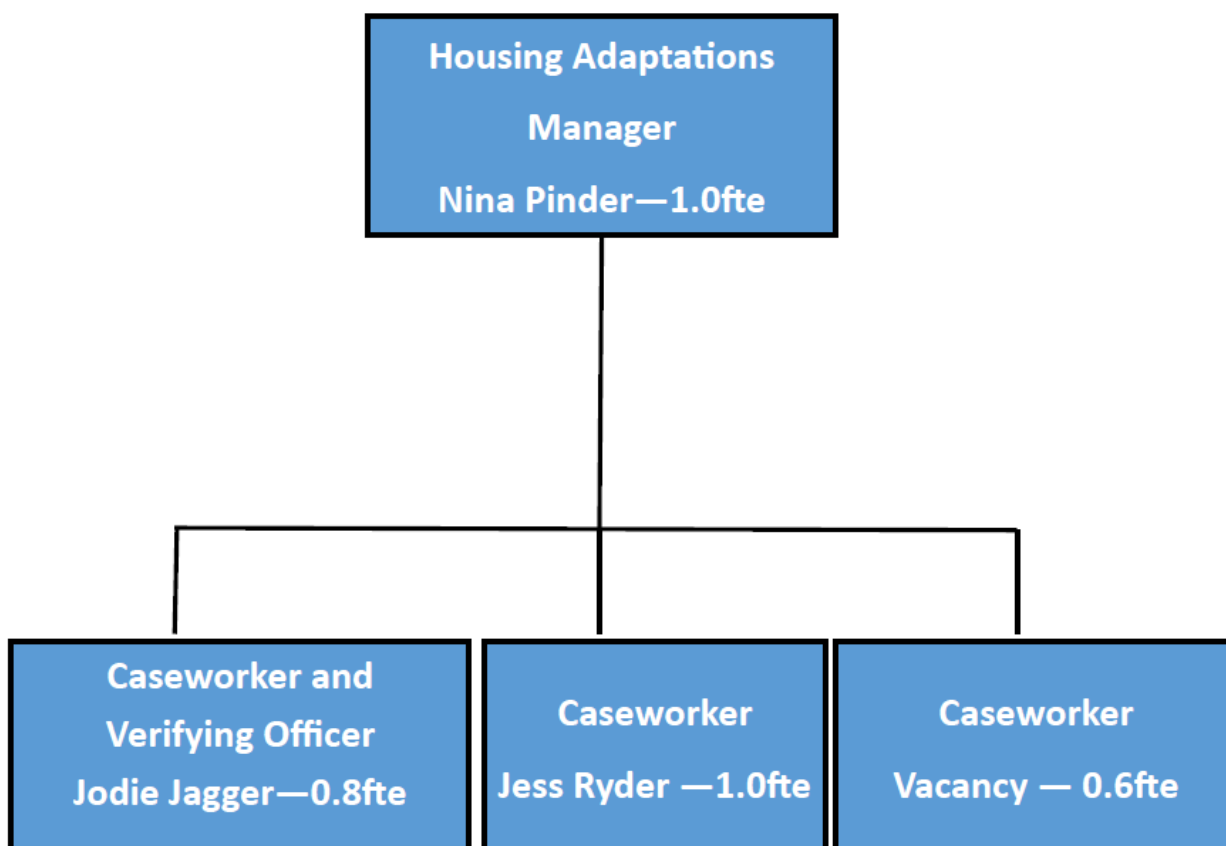 Housing Adaptations
Manager
Nina Pinder—1.0fte
Caseworker and
Verifying Officer
Jodie Jagger—0.8fte
Caseworker
Jess Ryder —1.0fte
Caseworker
Vacancy — 0.6fte